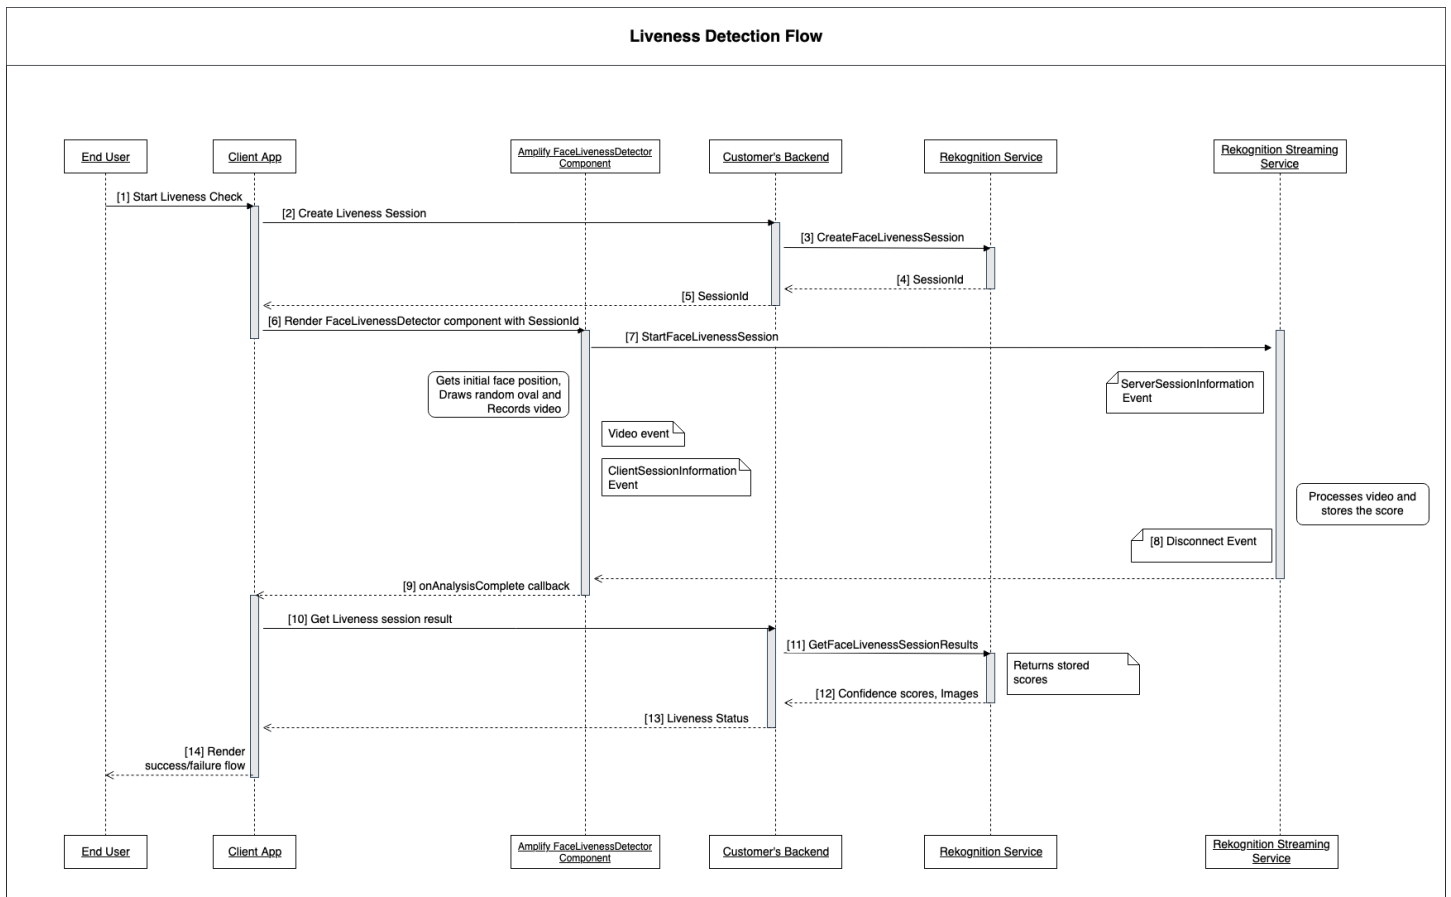 Liveness Detection Flow
End User
Client App
Amplify FaceLivenessDetector
Component
Customer's Backend
Rekognition Service
Rekognition Streaming
Service
[1] Start Liveness Check
[2] Create Liveness Session
[3] CreateFaceLivenessSession
[4] SessionId
[5] SessionId
[6] Render FaceLivenessDetector component with SessionId
[7] StartFaceLivenessSession
Gets initial face position,
Draws random oval and
Records video
ServerSessionInformation
Event
Video event
ClientSessionInformation
Event
Processes video and
stores the score
[8] Disconnect Event
[9] onAnalysisComplete callback
[10] Get Liveness session result
[11] GetFaceLivenessSessionResults
Returns stored
scores
[12] Confidence scores, Images
[13] Liveness Status
[14] Render
success/failure flow
End User
Client App
Amplify FaceLivenessDetector
Component
Customer's Backend
Rekognition Service
Rekognition Streaming
Service